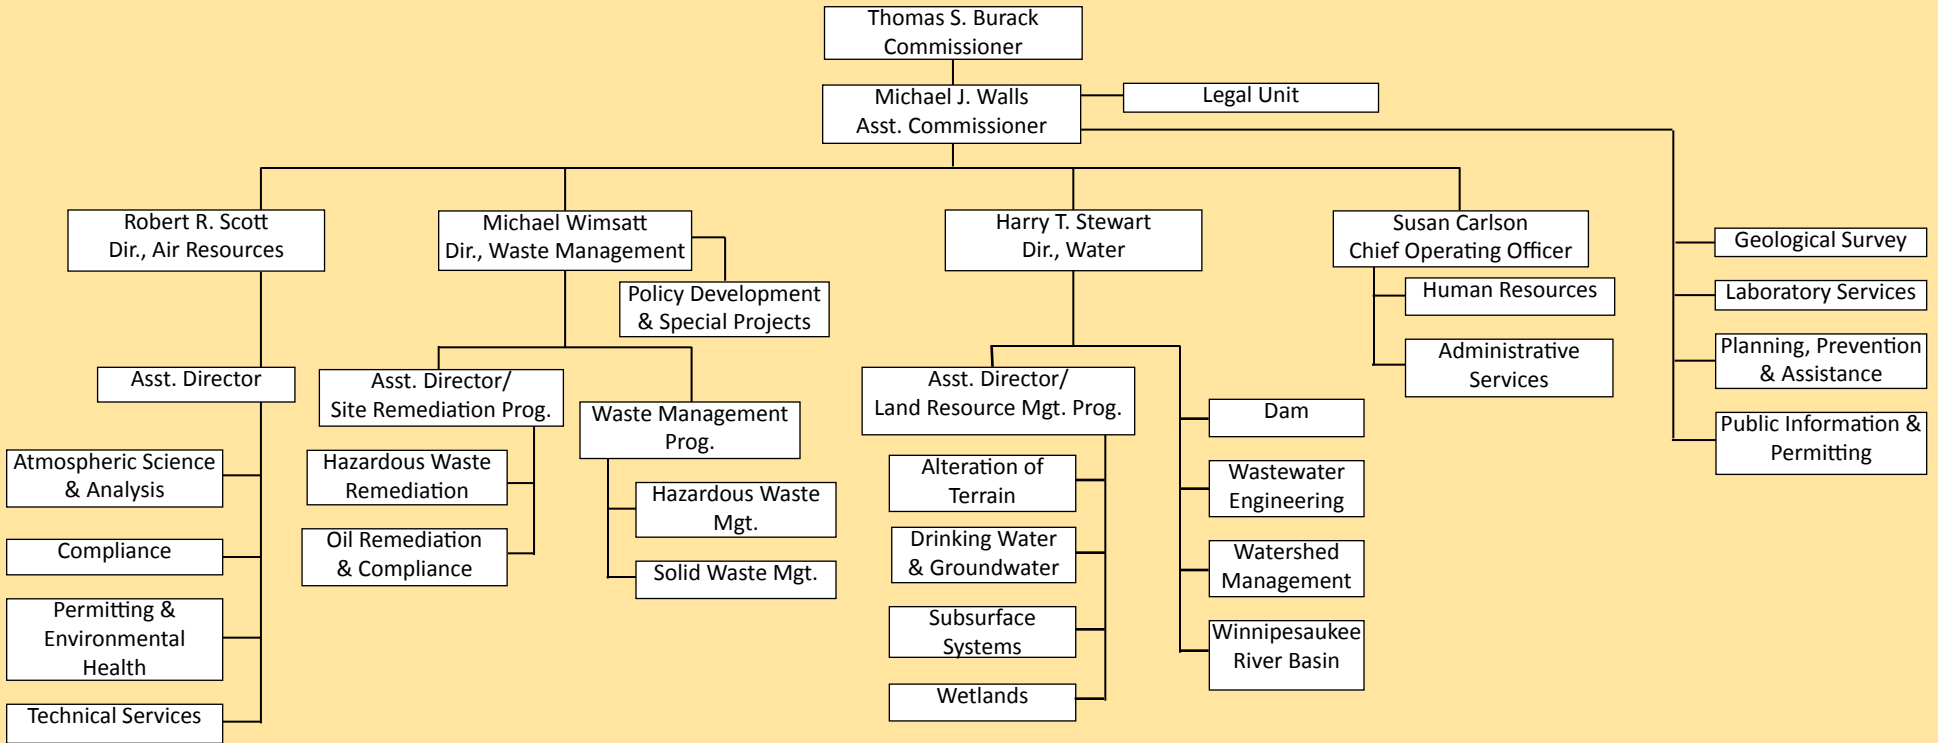 Thomas S. Burack
Commissioner
Michael J. Walls
Asst. Commissioner
Legal Unit
Robert R. Scott
Dir., Air Resources
Asst. Director
Atmospheric Science
& Analysis
Compliance
Permitting &
Environmental
Health
Technical Services
Michael Wimsatt
Dir., Waste Management
Policy Development
& Special Projects
Asst. Director/
Site Remediation Prog.
Hazardous Waste
Remediation
Oil Remediation
& Compliance
Waste Management
Prog.
Hazardous Waste
Mgt.
Solid Waste Mgt.
Harry T. Stewart
Dir., Water
Asst. Director/
Land Resource Mgt. Prog.
Alteration of
Terrain
Drinking Water
& Groundwater
Subsurface
Systems
Wetlands
Dam
Wastewater
Engineering
Watershed
Management
Winnipesaukee
River Basin
Susan Carlson
Chief Operating Officer
Human Resources
Administrative
Services
Geological Survey
Laboratory Services
Planning, Prevention
& Assistance
Public Information &
Permitting